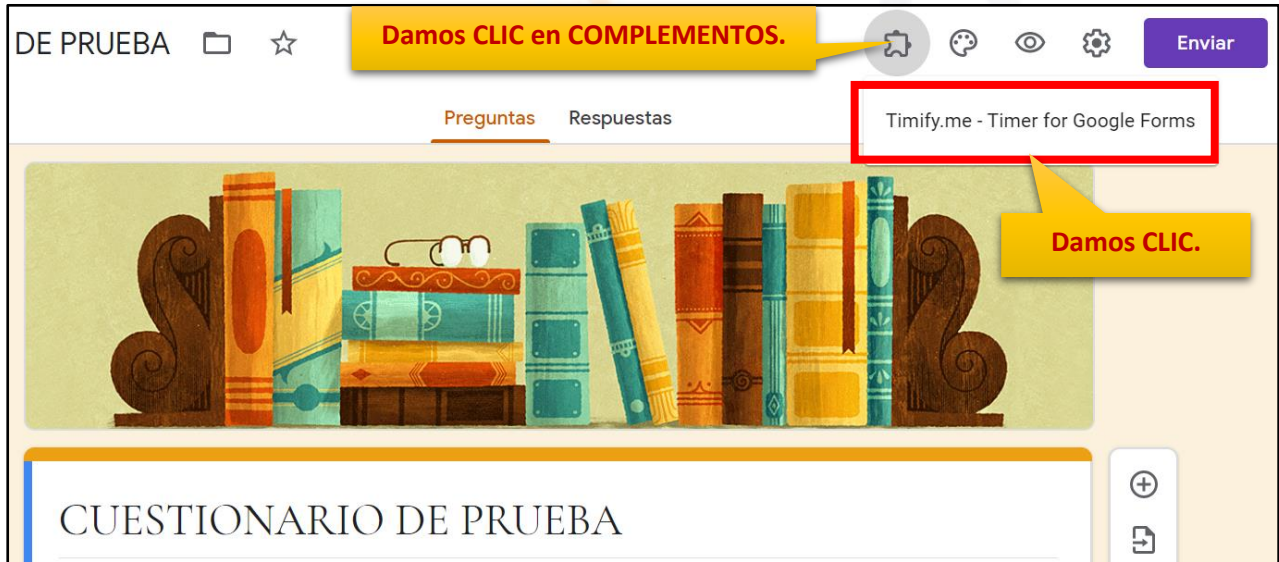 DE PRUEBA
Damos CLIC en COMPLEMENTOS.
Enviar
Preguntas Respuestas
Timify.me - Timer for Google Forms
Damos CLIC.
CUESTIONARIO DE PRUEBA